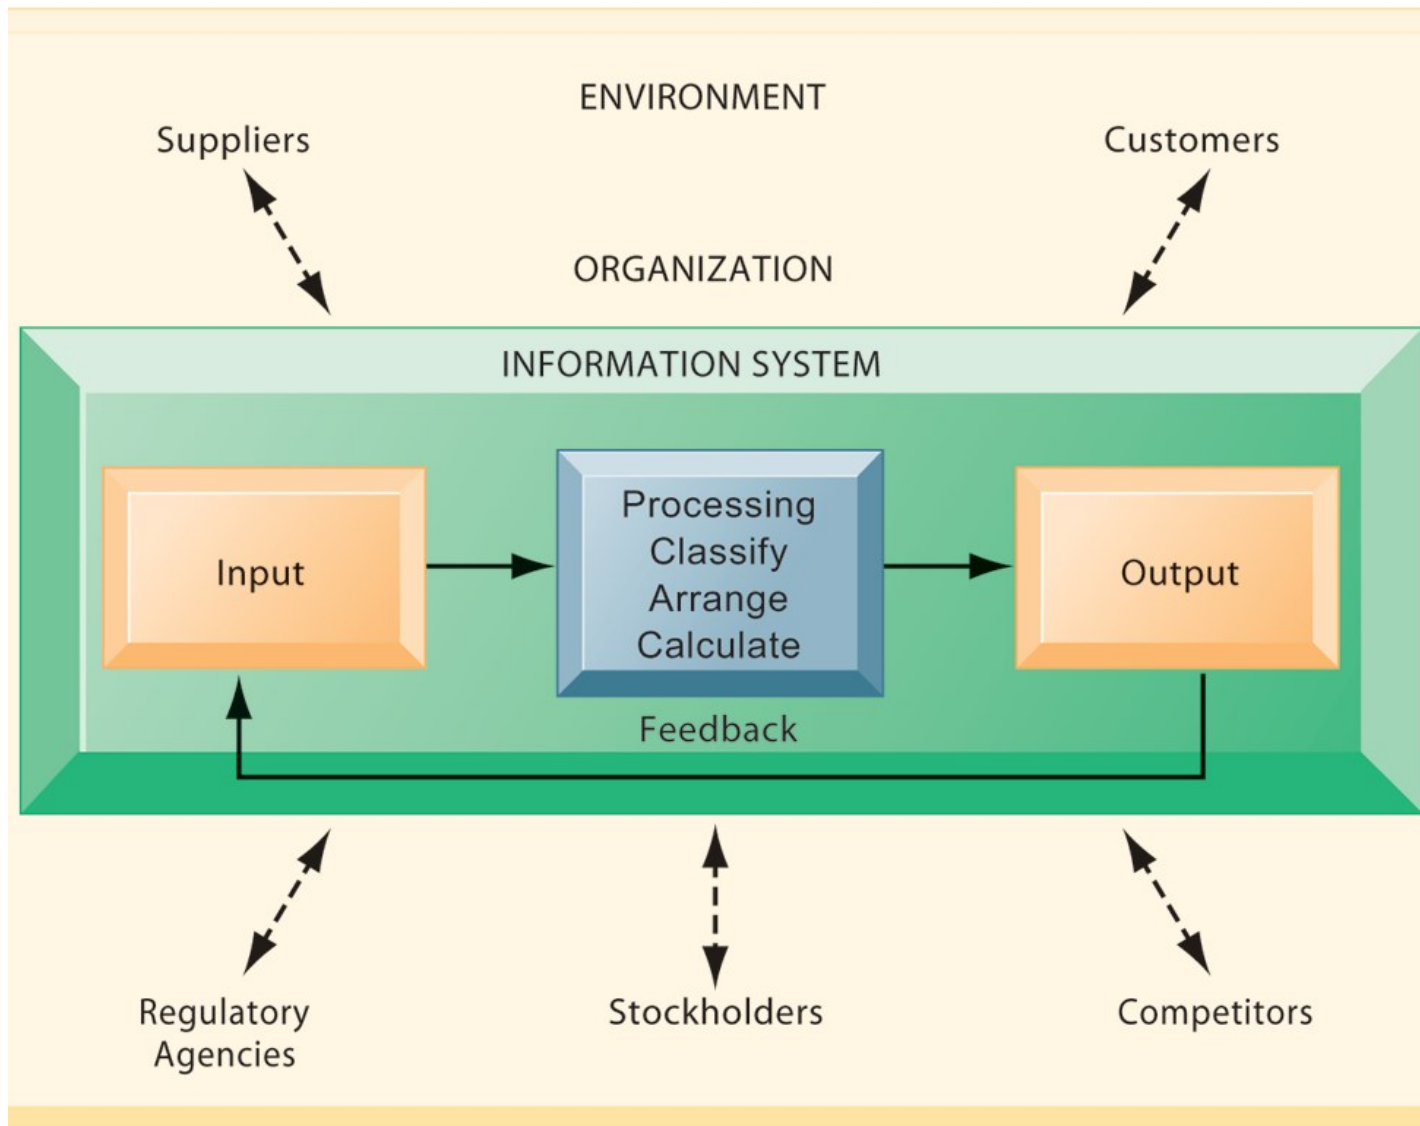 ENVIRONMENT
Suppliers
Customers
ORGANIZATION
INFORMATION SYSTEM
Input
Processing
Classify
Arrange
Calculate
Output
Feedback
Regulatory
Agencies
Stockholders
Competitors